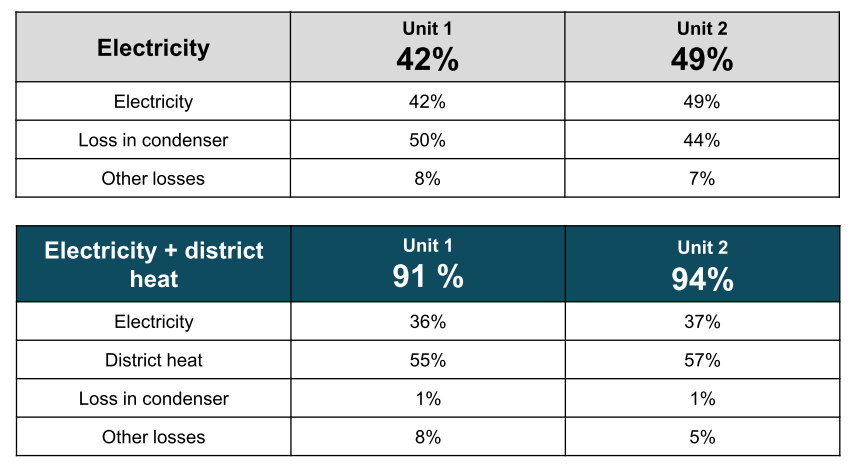 Electricity
Unit 1
42%
Unit 2
49%
Electricity 42% 49%
Loss in condenser 50% 44%
Other losses 8% 7%
Electricity + district
heat
Unit 1
91 %
Unit 2
94%
Electricity 36% 37%
District heat 55% 57%
Loss in condenser 1% 1%
Other losses 8% 5%